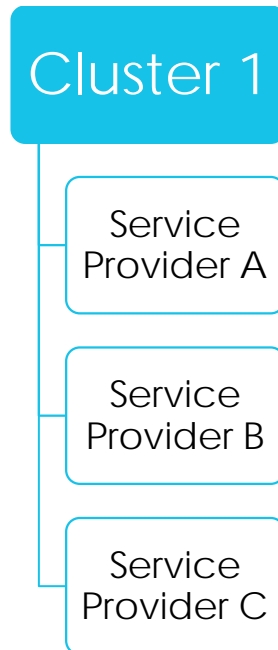 Cluster 1
Service
Provider A
Service
Provider B
Service
Provider C